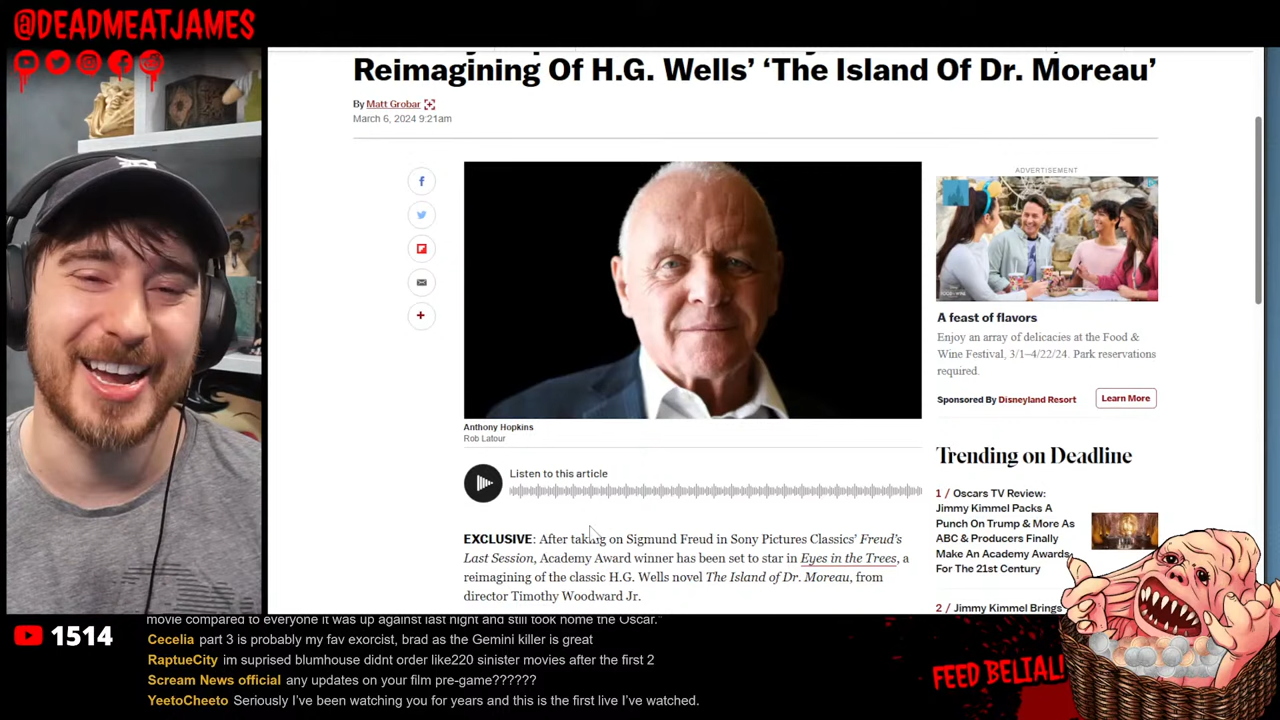 @DEADMEATJAMES
Reimagining Of H.G. Wells’ ‘The Island Of Dr. Moreau’
By Matt Grobar
March 6, 2024 9:21am
Anthony Hopkins
Rob Latour
Listen to this article
EXCLUSIVE: After taking on Sigmund Freud in Sony Pictures Classics’ Freud’s
Last Session, Academy Award winner has been set to star in Eyes in the Trees, a
reimagining of the classic H.G. Wells novel The Island of Dr. Moreau, from
director Timothy Woodward Jr.
ADVERTISEMENT
A feast of flavors
Enjoy an array of delicacies at the Food &
Wine Festival, 3/1–4/22/24. Park reservations
required.
Sponsored By Disneyland Resort
Learn More
Trending on Deadline
1 / Oscars TV Review:
Jimmy Kimmel Packs A
Punch On Trump & More As
ABC & Producers Finally
Make An Academy Awards
For The 21st Century
2 / Jimmy Kimmel Brings
1514
movie compared to everyone it was up against last night and still took home the Oscar."
Cecelia part 3 is probably my fav exorcist, brad as the Gemini killer is great
RaptueCity im suprised blumhouse didnt order like220 sinister movies after the first 2
Scream News official any updates on your film pre-game??????
YeetoCheeto Seriously I've been watching you for years and this is the first live I've watched.
FEED BELIAL!